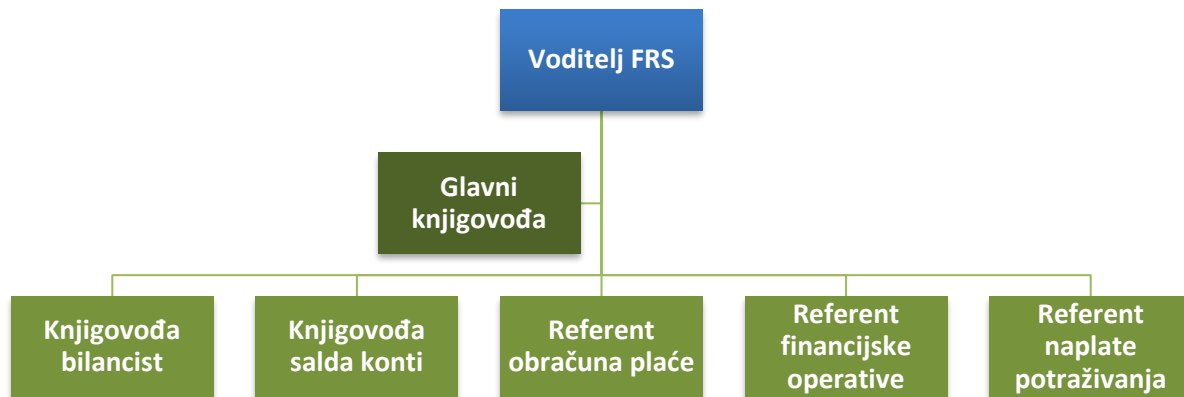 Voditelj FRS
Glavni
knjigovođa
Knjigovođa
bilancist
Knjigovođa
salda konti
Referent
obračuna plaće
Referent
financijske
operative
Referent
naplate
potraživanja